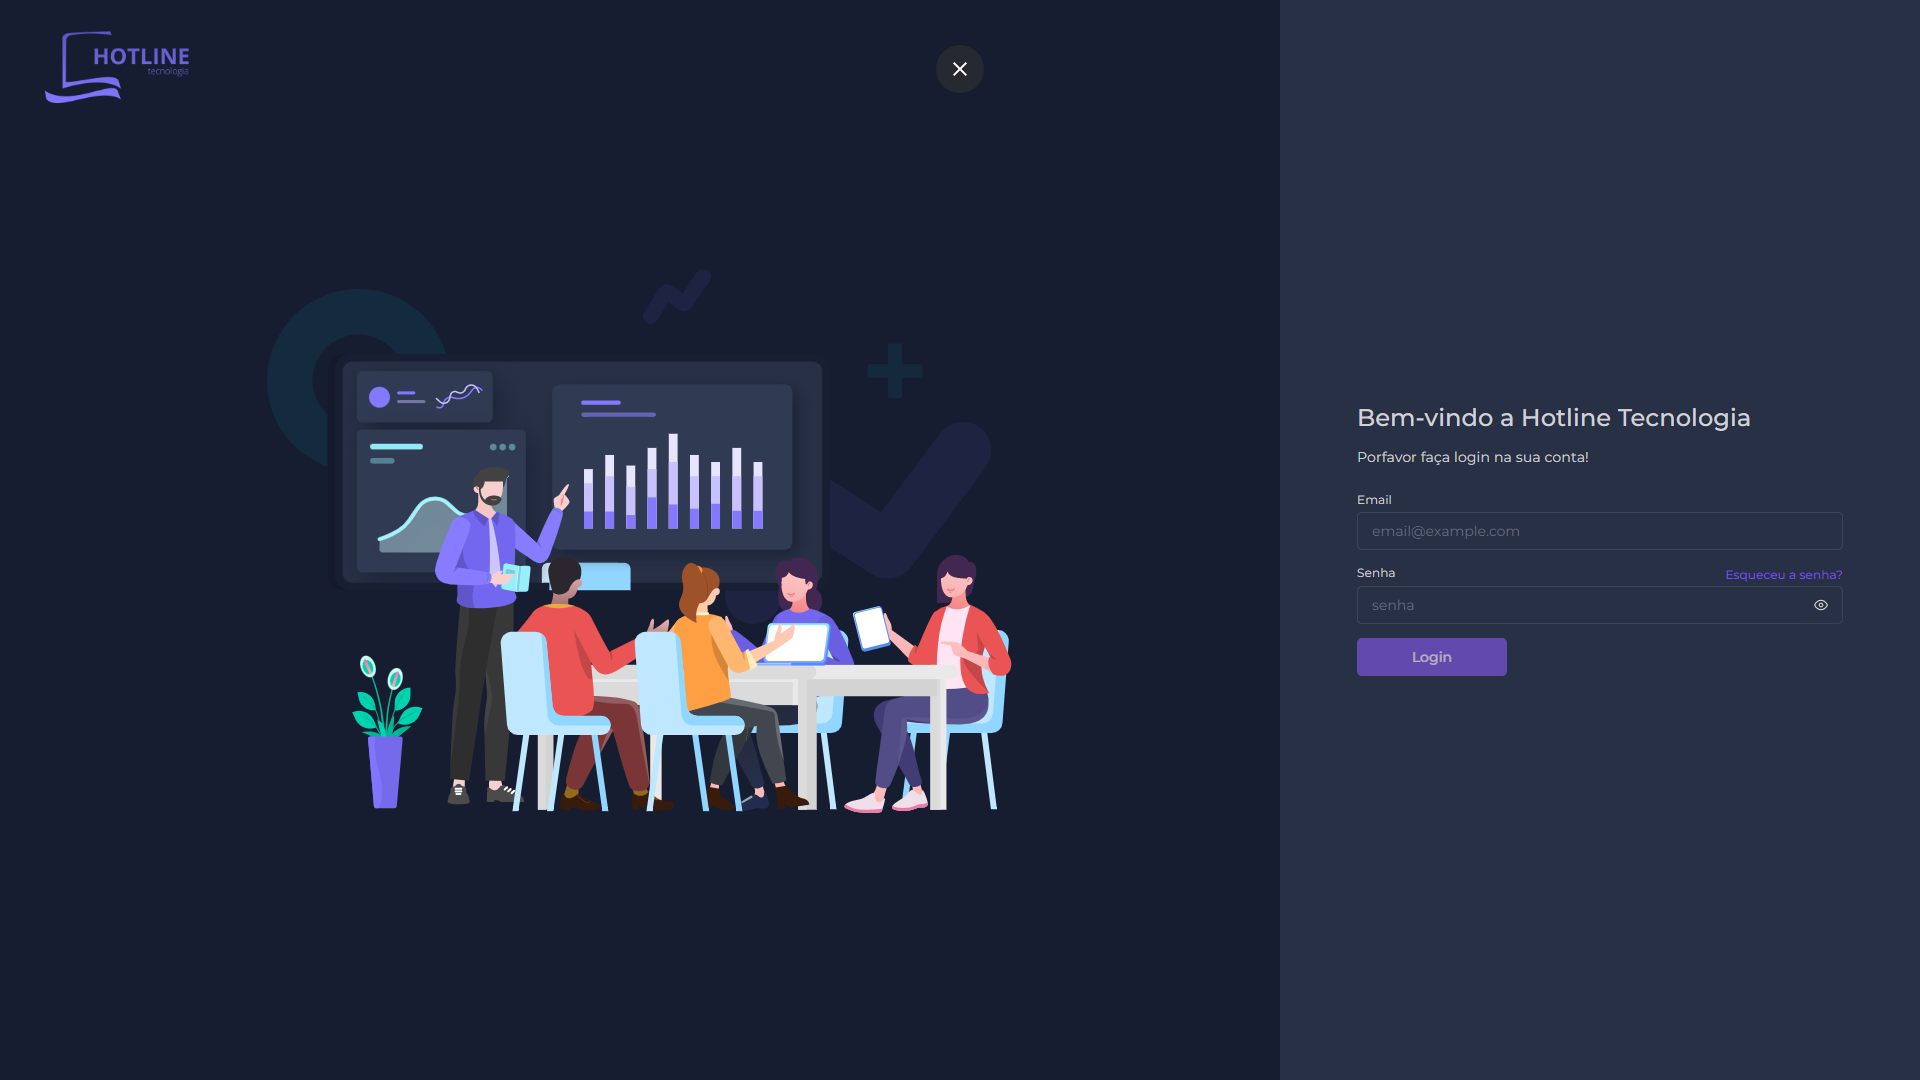 HOTLINE
tecnologia
Bem-vindo a Hotline Tecnologia
Porfavor faça login na sua conta!
Email
email@example.com
Senha
Esqueceu a senha?
senha
Login